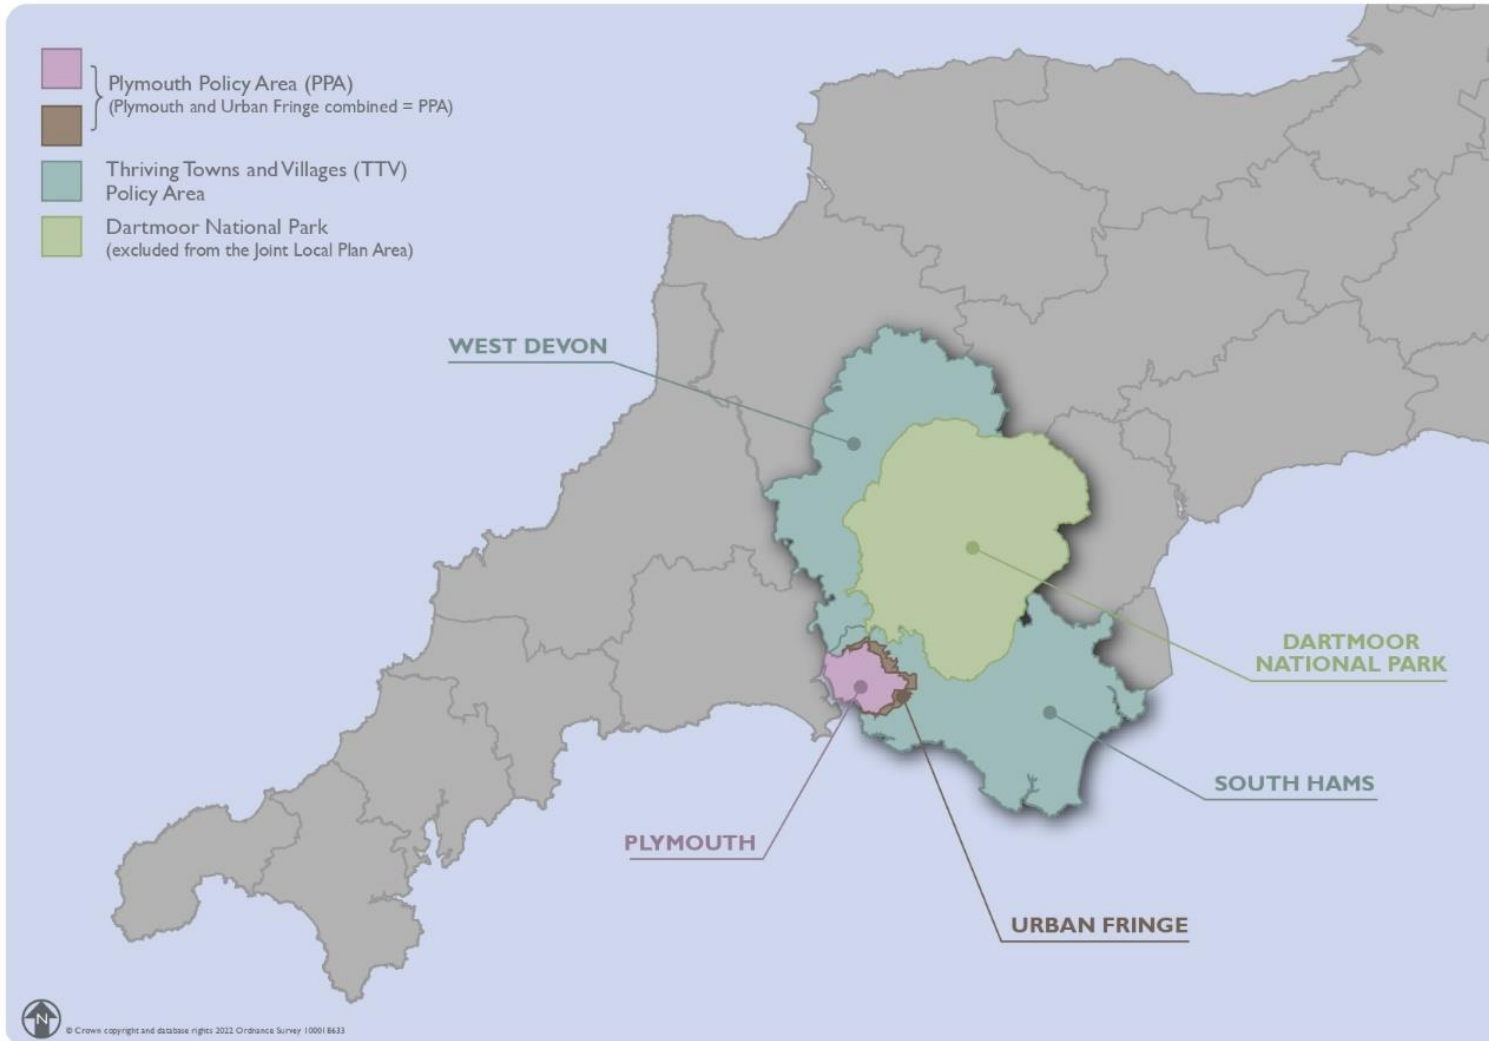 Plymouth Policy Area (PPA)
(Plymouth and Urban Fringe combined = PPA)
Thriving Towns and Villages (TTV)
Policy Area
Dartmoor National Park
(excluded from the Joint Local Plan Area)
WEST DEVON
DARTMOOR
NATIONAL PARK
SOUTH HAMS
PLYMOUTH
URBAN FRINGE
N
© Crown copyright and database rights 2022 Ordnance Survey 100018633